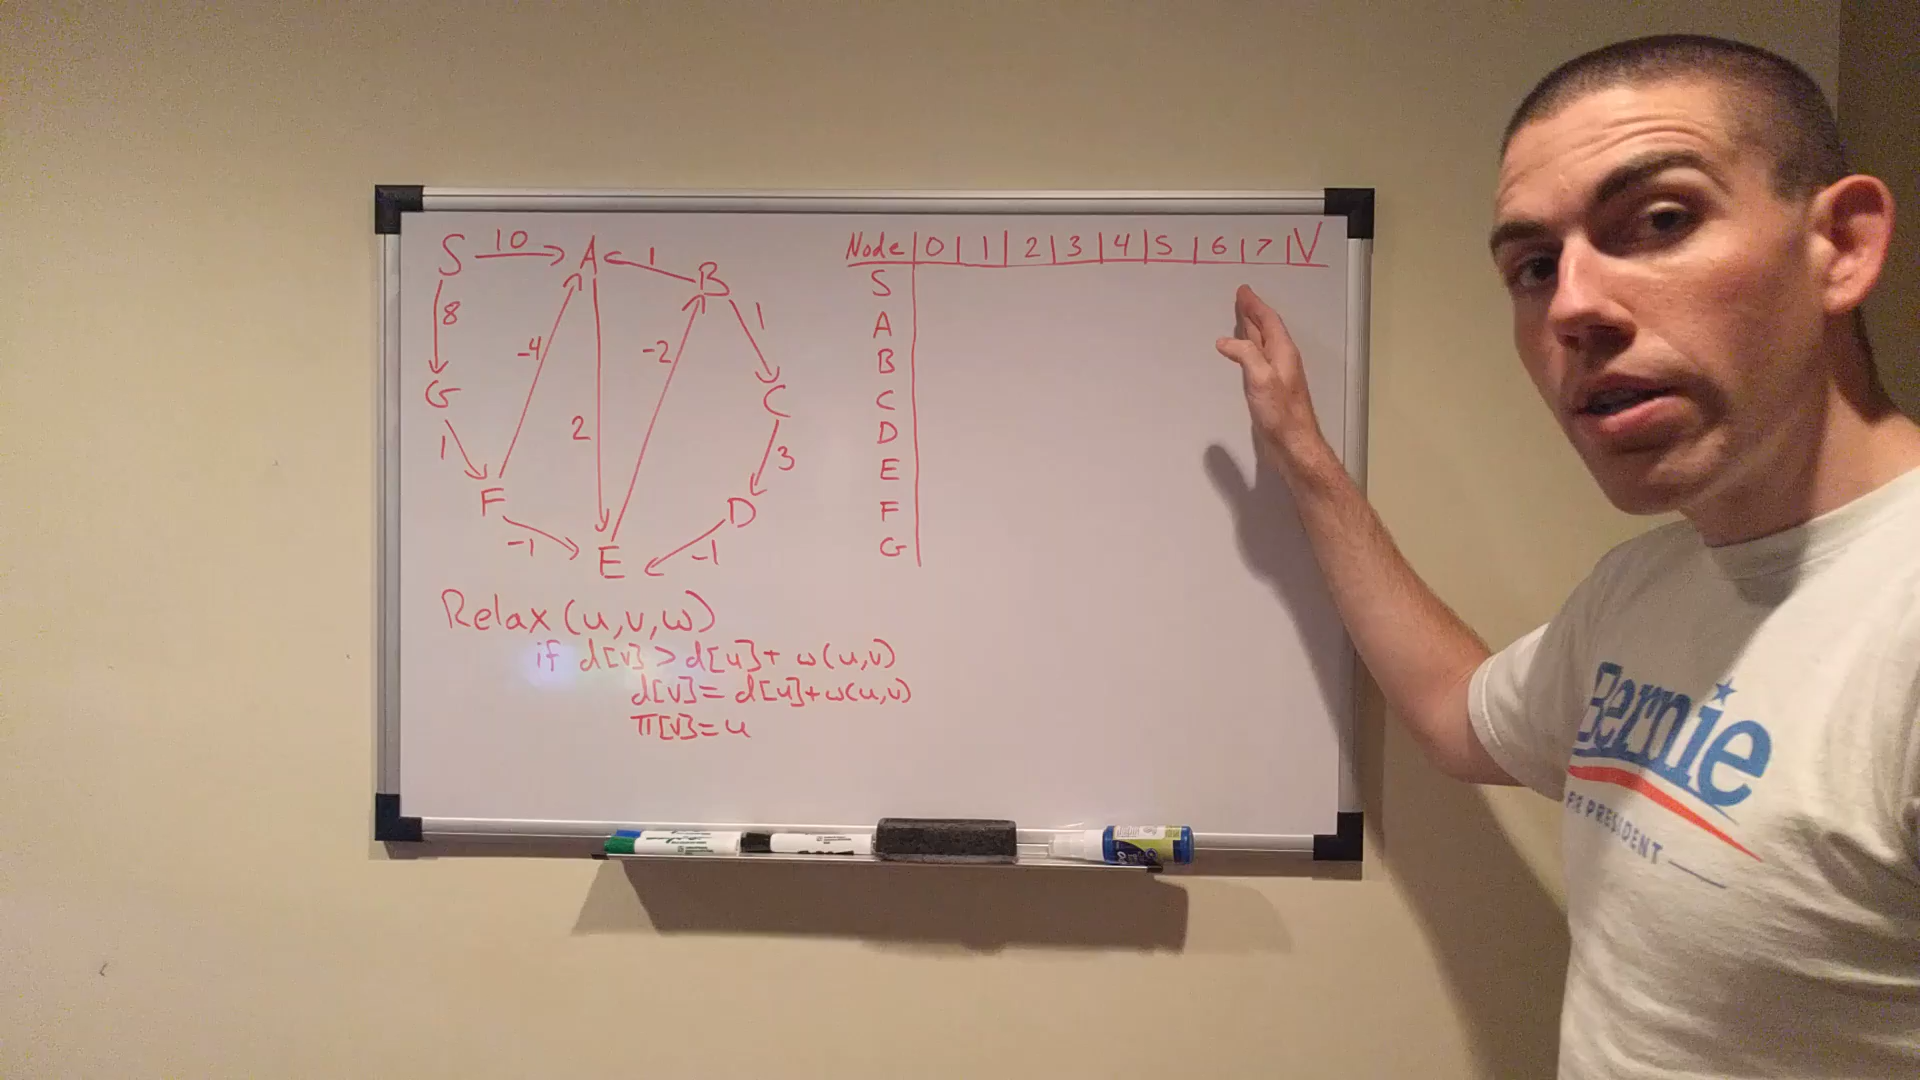 S 10 A 1 B
8 -4 2 -2 1
G C
1 3
F D
-1 E -1
Relax (u,v,w)
if d[v] > d[u] + w(u,v)
d[v] = d[u] + w(u,v)
π[v] = u
Node | 0 | 1 | 2 | 3 | 4 | 5 | 6 | 7 | V
S
A
B
C
D
E
F
G
Bernie
FOR PRESIDENT